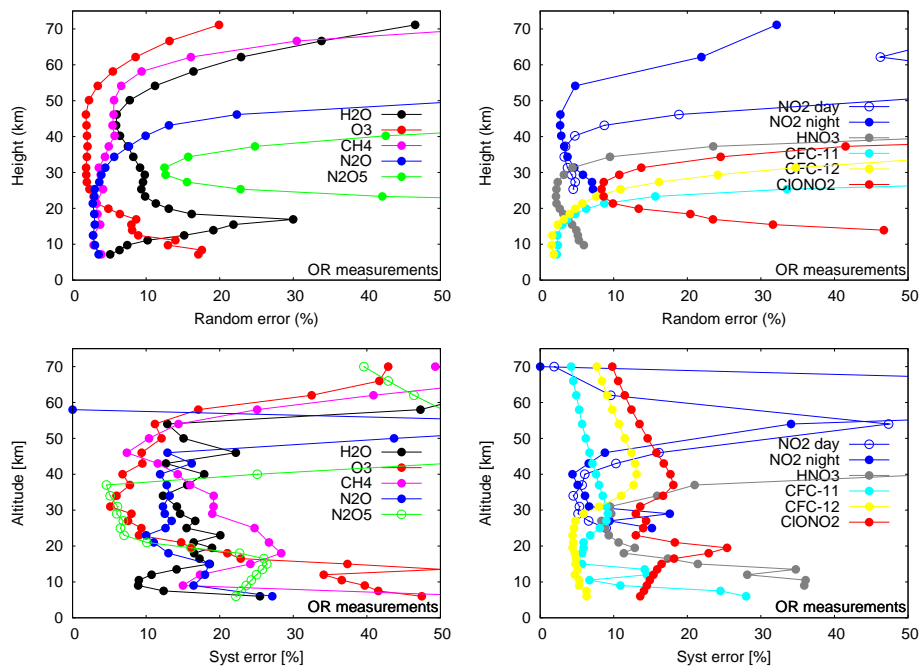 70
60
50
40
30
20
10
0
Height (km)
H2O
O3
CH4
N2O
N2O5
OR measurements
0 10 20 30 40 50
Random error (%)
70
60
50
40
30
20
10
0
Height (km)
NO2 day
NO2 night
HNO3
CFC-11
CFC-12
ClONO2
OR measurements
0 10 20 30 40 50
Random error (%)
70
60
50
40
30
20
10
0
Altitude [km]
H2O
O3
CH4
N2O
N2O5
OR measurements
0 10 20 30 40 50
Syst error [%]
70
60
50
40
30
20
10
0
Altitude [km]
NO2 day
NO2 night
HNO3
CFC-11
CFC-12
ClONO2
OR measurements
0 10 20 30 40 50
Syst error [%]